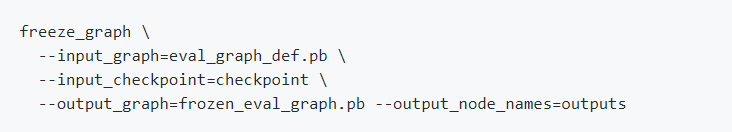 freeze_graph \
--input_graph=eval_graph_def.pb \
--input_checkpoint=checkpoint \
--output_graph=frozen_eval_graph.pb --output_node_names=outputs